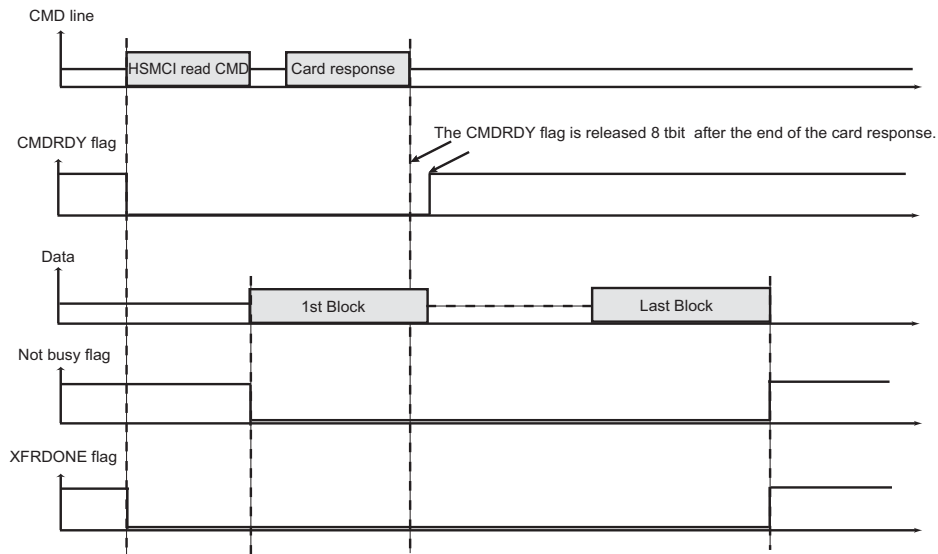 CMD line
HSMCI read CMD
Card response
The CMDRDY flag is released 8 tbit after the end of the card response.
CMDRDY flag
Data
1st Block
Last Block
Not busy flag
XFRDONE flag